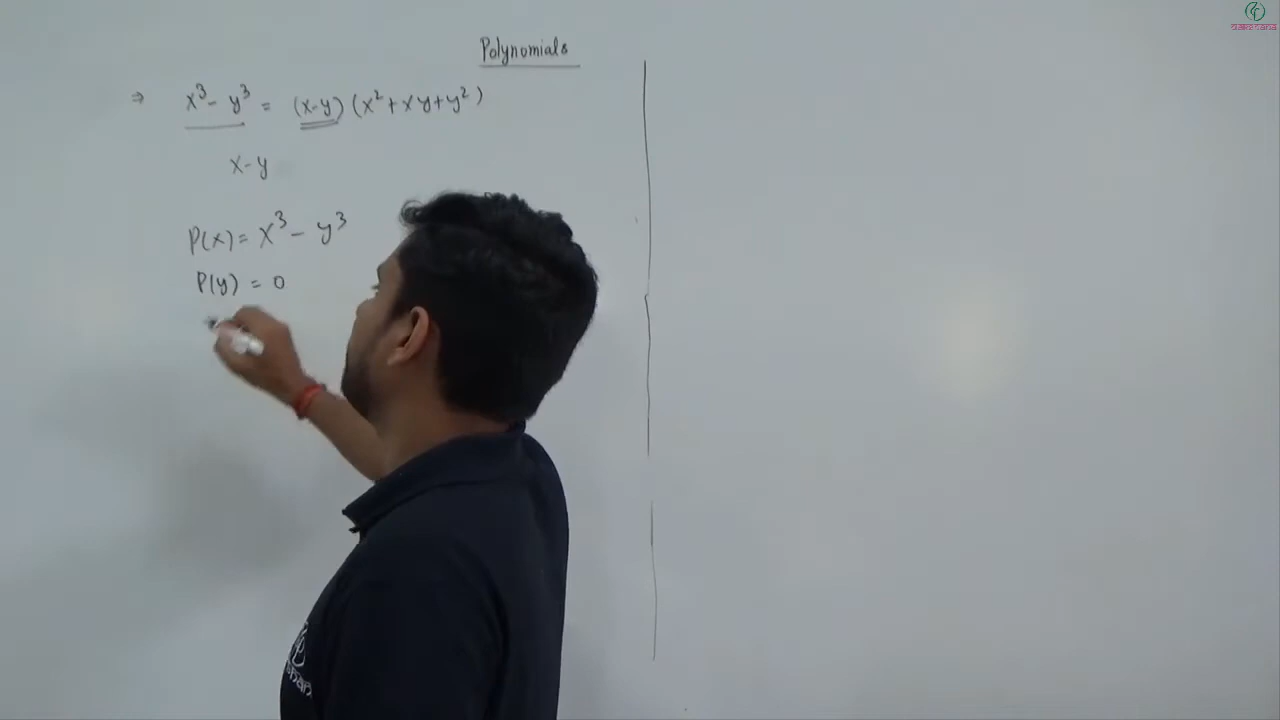 Polynomials
⇒ x³ - y³ = (x-y) (x² + xy + y²)
x - y
P(x) = x³ - y³
P(y) = 0